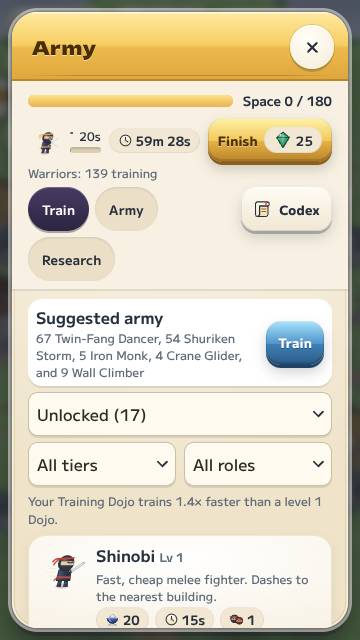 Army
Space 0 / 180
20s
59m 28s
Finish
25
Warriors: 139 training
Train
Army
Codex
Research
Suggested army
67 Twin-Fang Dancer, 54 Shuriken
Storm, 5 Iron Monk, 4 Crane Glider,
and 9 Wall Climber
Train
Unlocked (17)
All tiers
All roles
Your Training Dojo trains 1.4× faster than a level 1
Dojo.
Shinobi Lv 1
Fast, cheap melee fighter. Dashes to
the nearest building.
20
15s
1